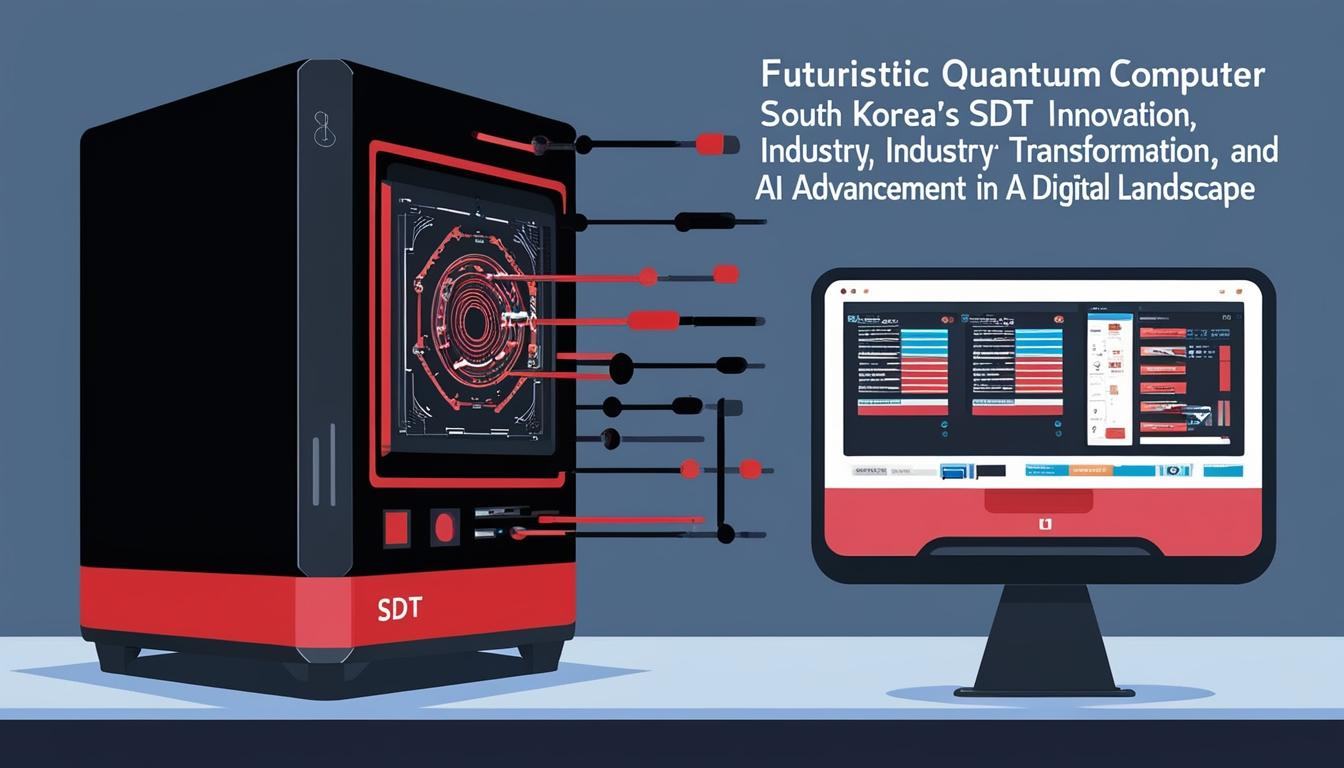 Futuristtic Quantum Computer
South Korea's SDT Innovation,
Industry, Industry Transformation, and
AI Advancement in A Digital Landscape
SDT